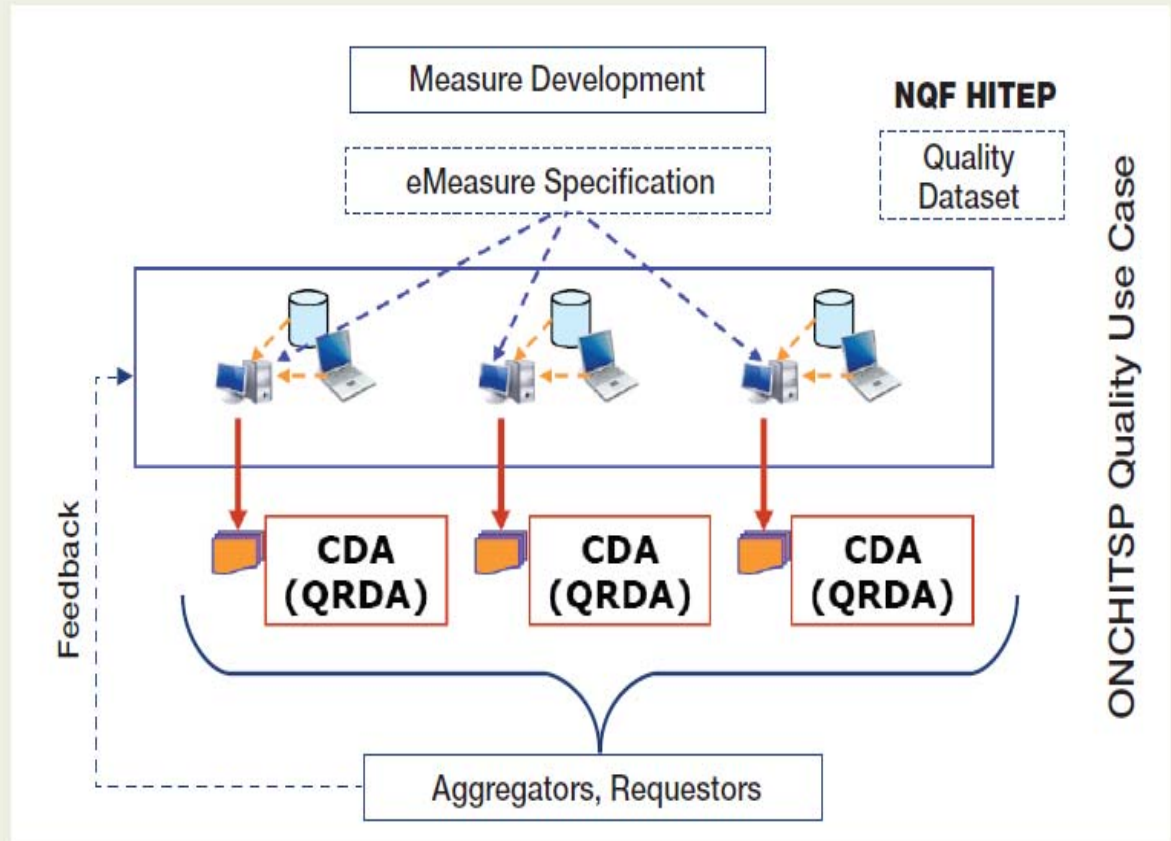 Measure Development
NQF HITEP
eMeasure Specification
Quality
Dataset
ONCHITSP Quality Use Case
CDA
(QRDA)
CDA
(QRDA)
CDA
(QRDA)
Feedback
Aggregators, Requestors